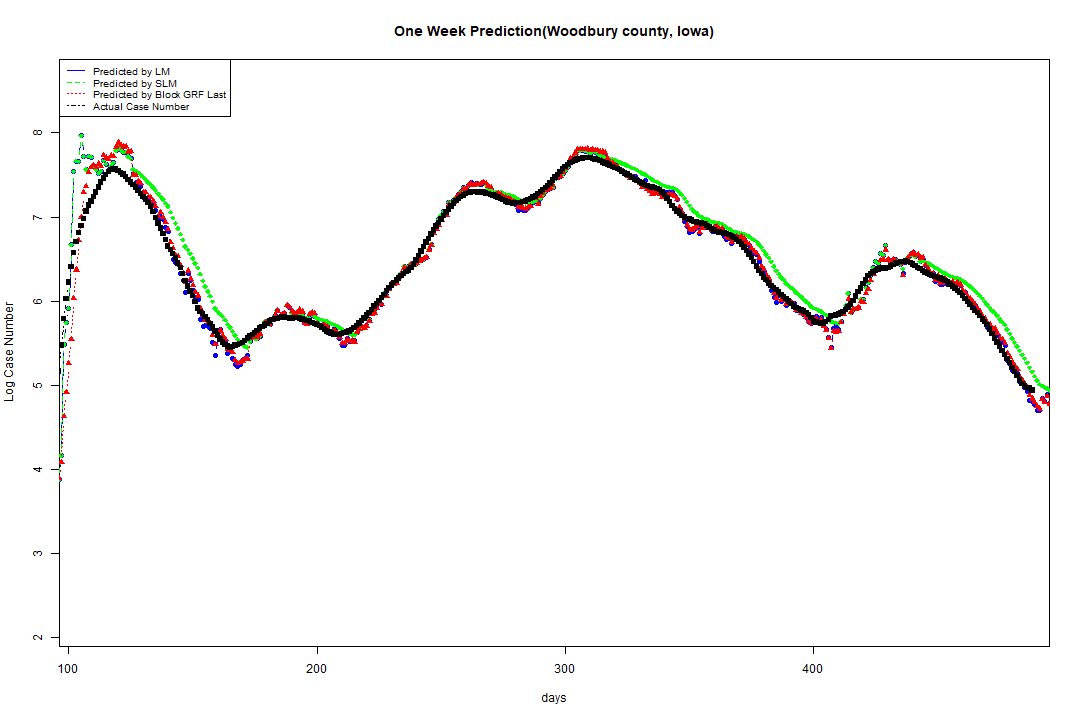 One Week Prediction(Woodbury county, Iowa)
Predicted by LM
Predicted by SLM
Predicted by Block GRF Last
Actual Case Number
8
7
6
5
4
3
2
Log Case Number
100 200 300 400
days